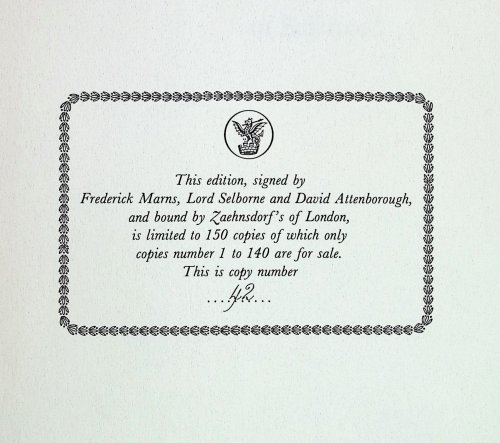 This edition, signed by
Frederick Marns, Lord Selborne and David Attenborough,
and bound by Zaehnsdorf's of London,
is limited to 150 copies of which only
copies number 1 to 140 are for sale.
This is copy number
...42...